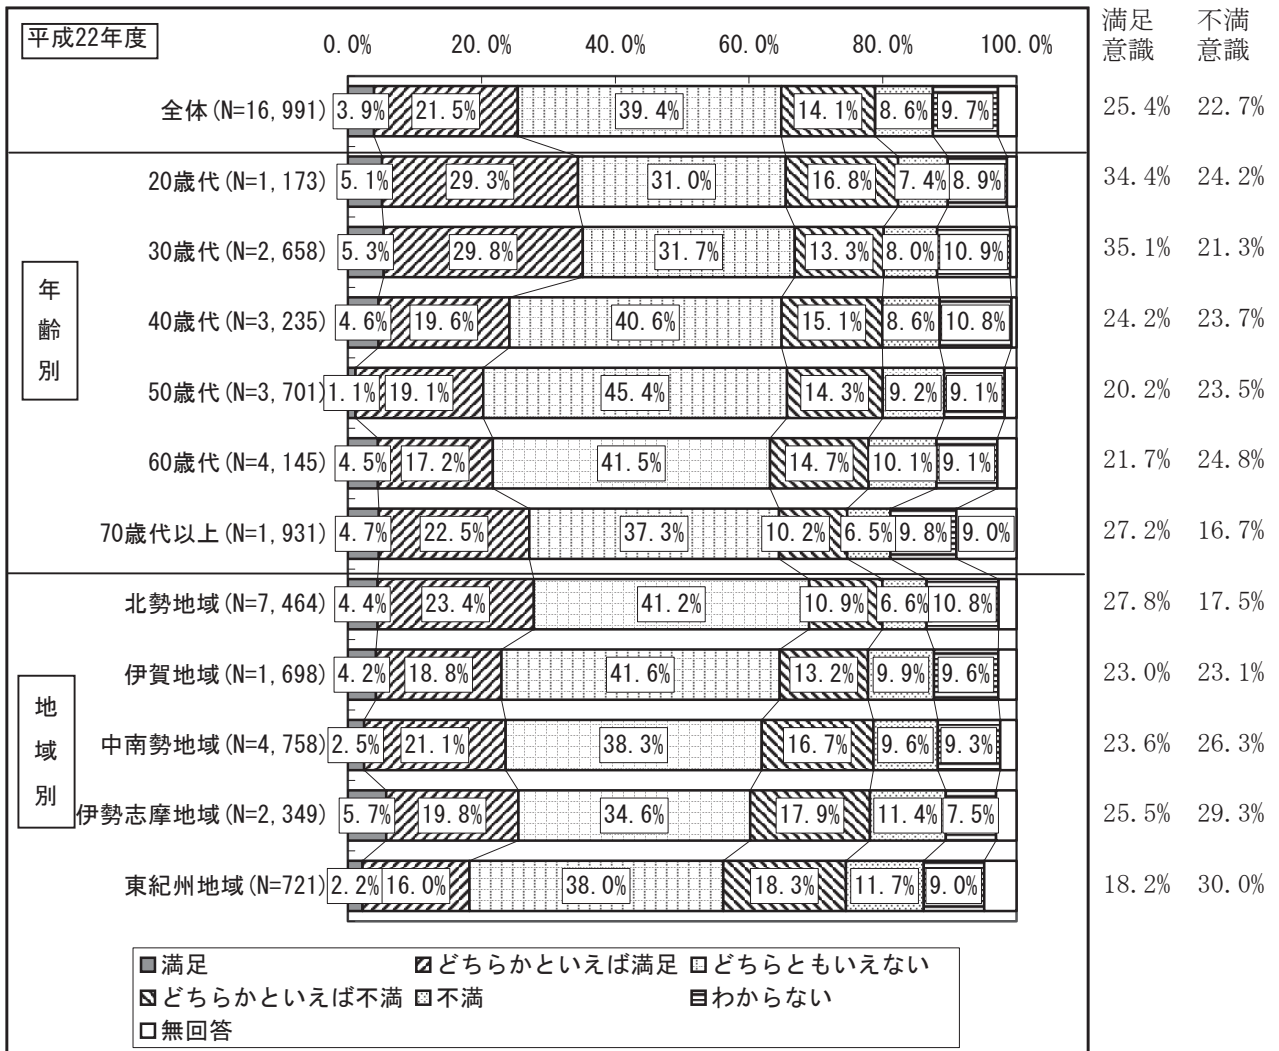 満足 不満
意識 意識
平成22年度
0.0% 20.0% 40.0% 60.0% 80.0% 100.0%
全体(N=16,991) 3.9% 21.5% 39.4% 14.1% 8.6% 9.7% 25.4% 22.7%
年齢別
20歳代(N=1,173) 5.1% 29.3% 31.0% 16.8% 7.4% 8.9% 34.4% 24.2%
30歳代(N=2,658) 5.3% 29.8% 31.7% 13.3% 8.0% 10.9% 35.1% 21.3%
40歳代(N=3,235) 4.6% 19.6% 40.6% 15.1% 8.6% 10.8% 24.2% 23.7%
50歳代(N=3,701) 1.1% 19.1% 45.4% 14.3% 9.2% 9.1% 20.2% 23.5%
60歳代(N=4,145) 4.5% 17.2% 41.5% 14.7% 10.1% 9.1% 21.7% 24.8%
70歳代以上(N=1,931) 4.7% 22.5% 37.3% 10.2% 6.5% 9.8% 9.0% 27.2% 16.7%
地域別
北勢地域(N=7,464) 4.4% 23.4% 41.2% 10.9% 6.6% 10.8% 27.8% 17.5%
伊賀地域(N=1,698) 4.2% 18.8% 41.6% 13.2% 9.9% 9.6% 23.0% 23.1%
中南勢地域(N=4,758) 2.5% 21.1% 38.3% 16.7% 9.6% 9.3% 23.6% 26.3%
伊勢志摩地域(N=2,349) 5.7% 19.8% 34.6% 17.9% 11.4% 7.5% 25.5% 29.3%
東紀州地域(N=721) 2.2% 16.0% 38.0% 18.3% 11.7% 9.0% 18.2% 30.0%
満足 どちらかといえば満足 どちらともいえない
どちらかといえば不満 不満 わからない
無回答